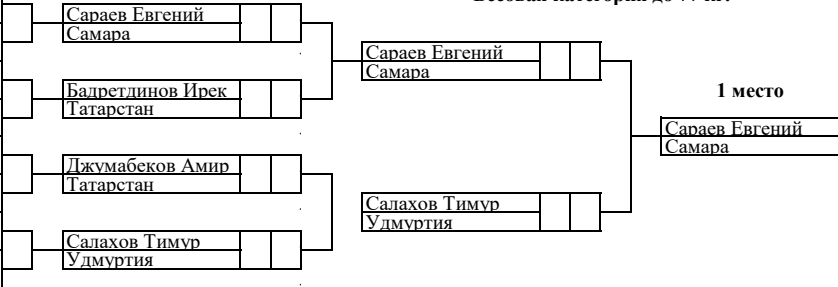 Сараев Евгений
Самара
Сараев Евгений
Самара
Бадретдинов Ирек
Татарстан
1 место
Сараев Евгений
Самара
Джумабеков Амир
Татарстан
Салахов Тимур
Удмуртия
Салахов Тимур
Удмуртия